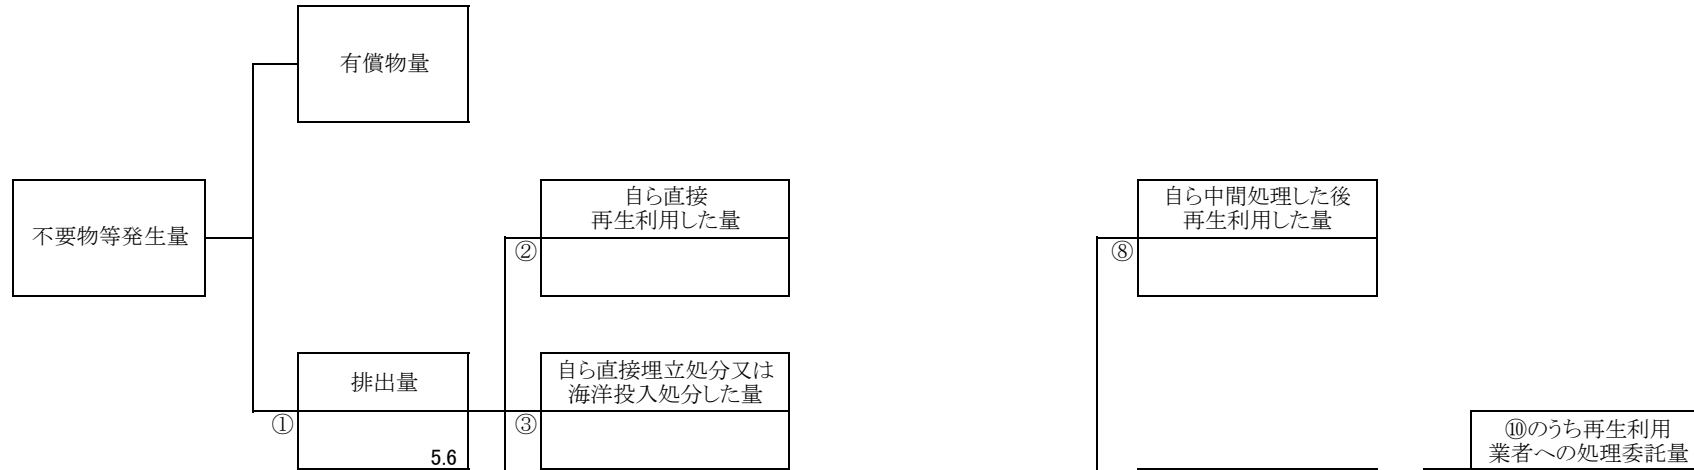 有償物量
不要物等発生量
自ら直接
再生利用した量
②
自ら中間処理した後
再生利用した量
⑧
排出量
①
5.6
自ら直接埋立処分又は
海洋投入処分した量
③
⑩のうち再生利用
業者への処理委託量